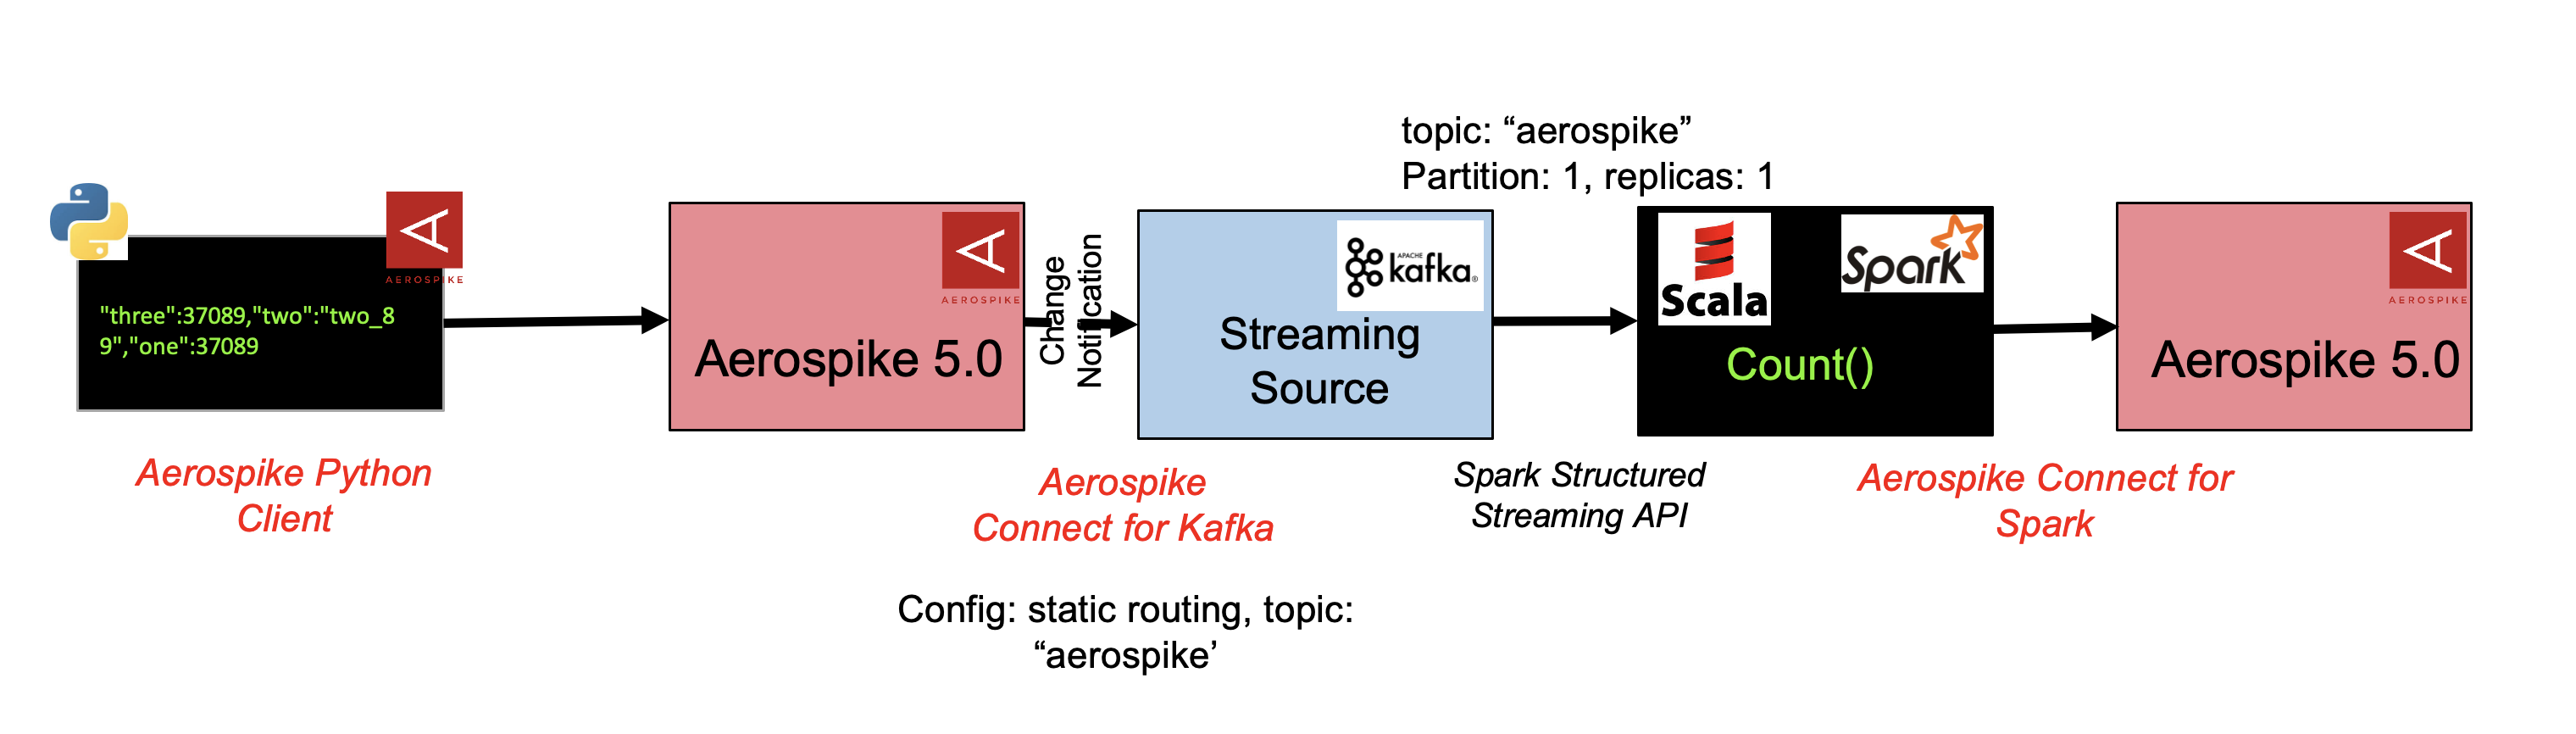 topic: “aerospike”
Partition: 1, replicas: 1
AEROSPIKE
"three":37089,"two":"two_8
9","one":37089
Aerospike Python
Client
AEROSPIKE
Aerospike 5.0
Change
Notification
Aerospike
Connect for Kafka
Config: static routing, topic:
“aerospike’
APACHE
kafka®
Streaming
Source
Spark Structured
Streaming API
Scala
Spark
Count()
Aerospike Connect for
Spark
AEROSPIKE
Aerospike 5.0